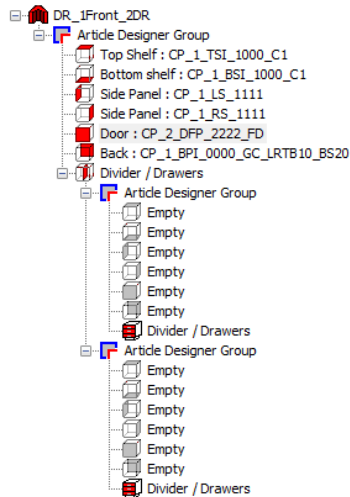 DR_1Front_2DR
Article Designer Group
Top Shelf : CP_1_TSI_1000_C1
Bottom shelf : CP_1_BSI_1000_C1
Side Panel : CP_1_LS_1111
Side Panel : CP_1_RS_1111
Door : CP_2_DFP_2222_FD
Back : CP_1_BPI_0000_GC_LRTB10_BS20
Divider / Drawers
Article Designer Group
Empty
Empty
Empty
Empty
Empty
Empty
Divider / Drawers
Article Designer Group
Empty
Empty
Empty
Empty
Empty
Empty
Divider / Drawers